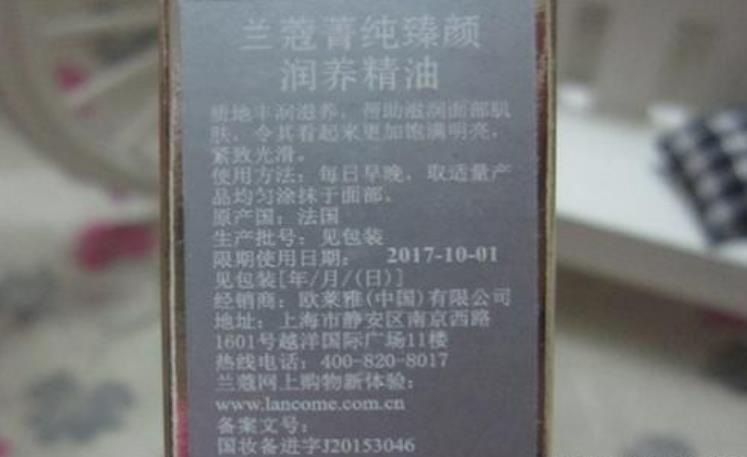 兰蔻菁纯臻颜
润养精油
质地丰润滋养，帮助滋润面部肌
肤，令其看起来更加饱满明亮，
紧致光滑。
使用方法：每日早晚，取适量产
品均匀涂抹于面部。
原产国：法国
生产批号：见包装
限期使用日期： 2017-10-01
见包装[年/月/(日)]
经销商：欧莱雅(中国)有限公司
地址：上海市静安区南京西路
1601号越洋国际广场11楼
热线电话：400-820-8017
兰蔻网上购物新体验：
www.lancome.com.cn
备案文号：
国妆备进字J20153046